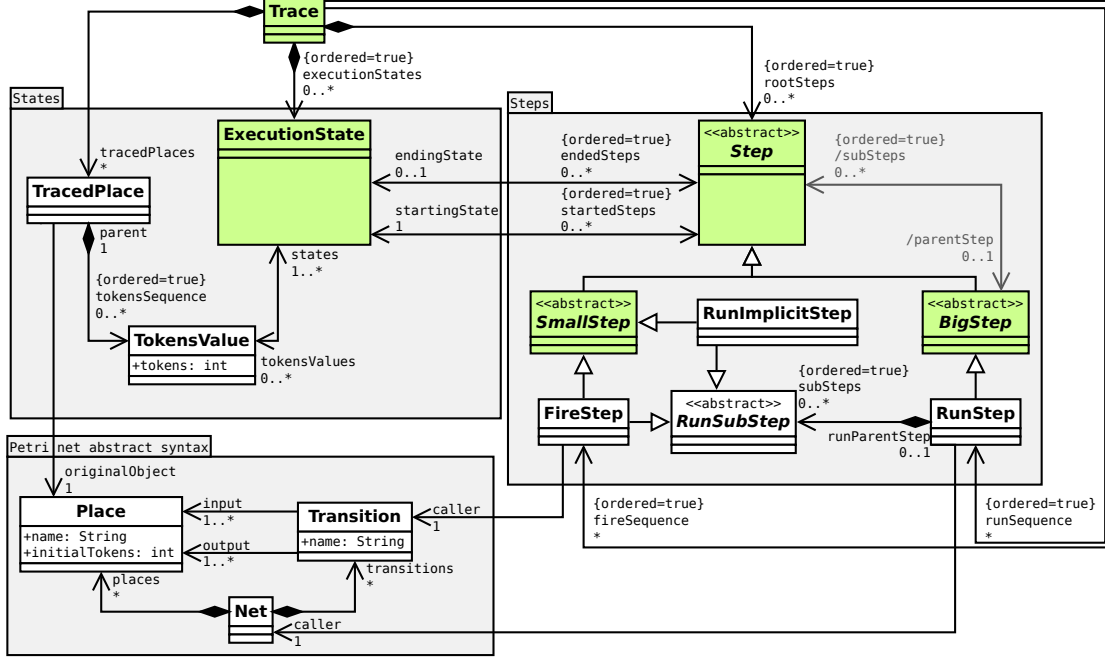 Trace
{ordered=true}
executionStates
0..*
{ordered=true}
rootSteps
0..*
States
Steps
tracedPlaces
*
ExecutionState
endingState
0..1
{ordered=true}
endedSteps
0..*
startingState
1
{ordered=true}
startedSteps
0..*
<<abstract>>
Step
{ordered=true}
/subSteps
0..*
/parentStep
0..1
TracedPlace
parent
1
{ordered=true}
tokensSequence
0..*
states
1..*
TokensValue
+tokens: int
tokensValues
0..*
<<abstract>>
SmallStep
RunImplicitStep
<<abstract>>
BigStep
FireStep
<<abstract>>
RunSubStep
{ordered=true}
subSteps
0..*
RunStep
runParentStep
0..1
Petri net abstract syntax
originalObject
1
Place
+name: String
+initialTokens: int
input
1..*
output
1..*
Transition
+name: String
caller
1
{ordered=true}
fireSequence
*
{ordered=true}
runSequence
*
places
*
transitions
*
Net
caller
1